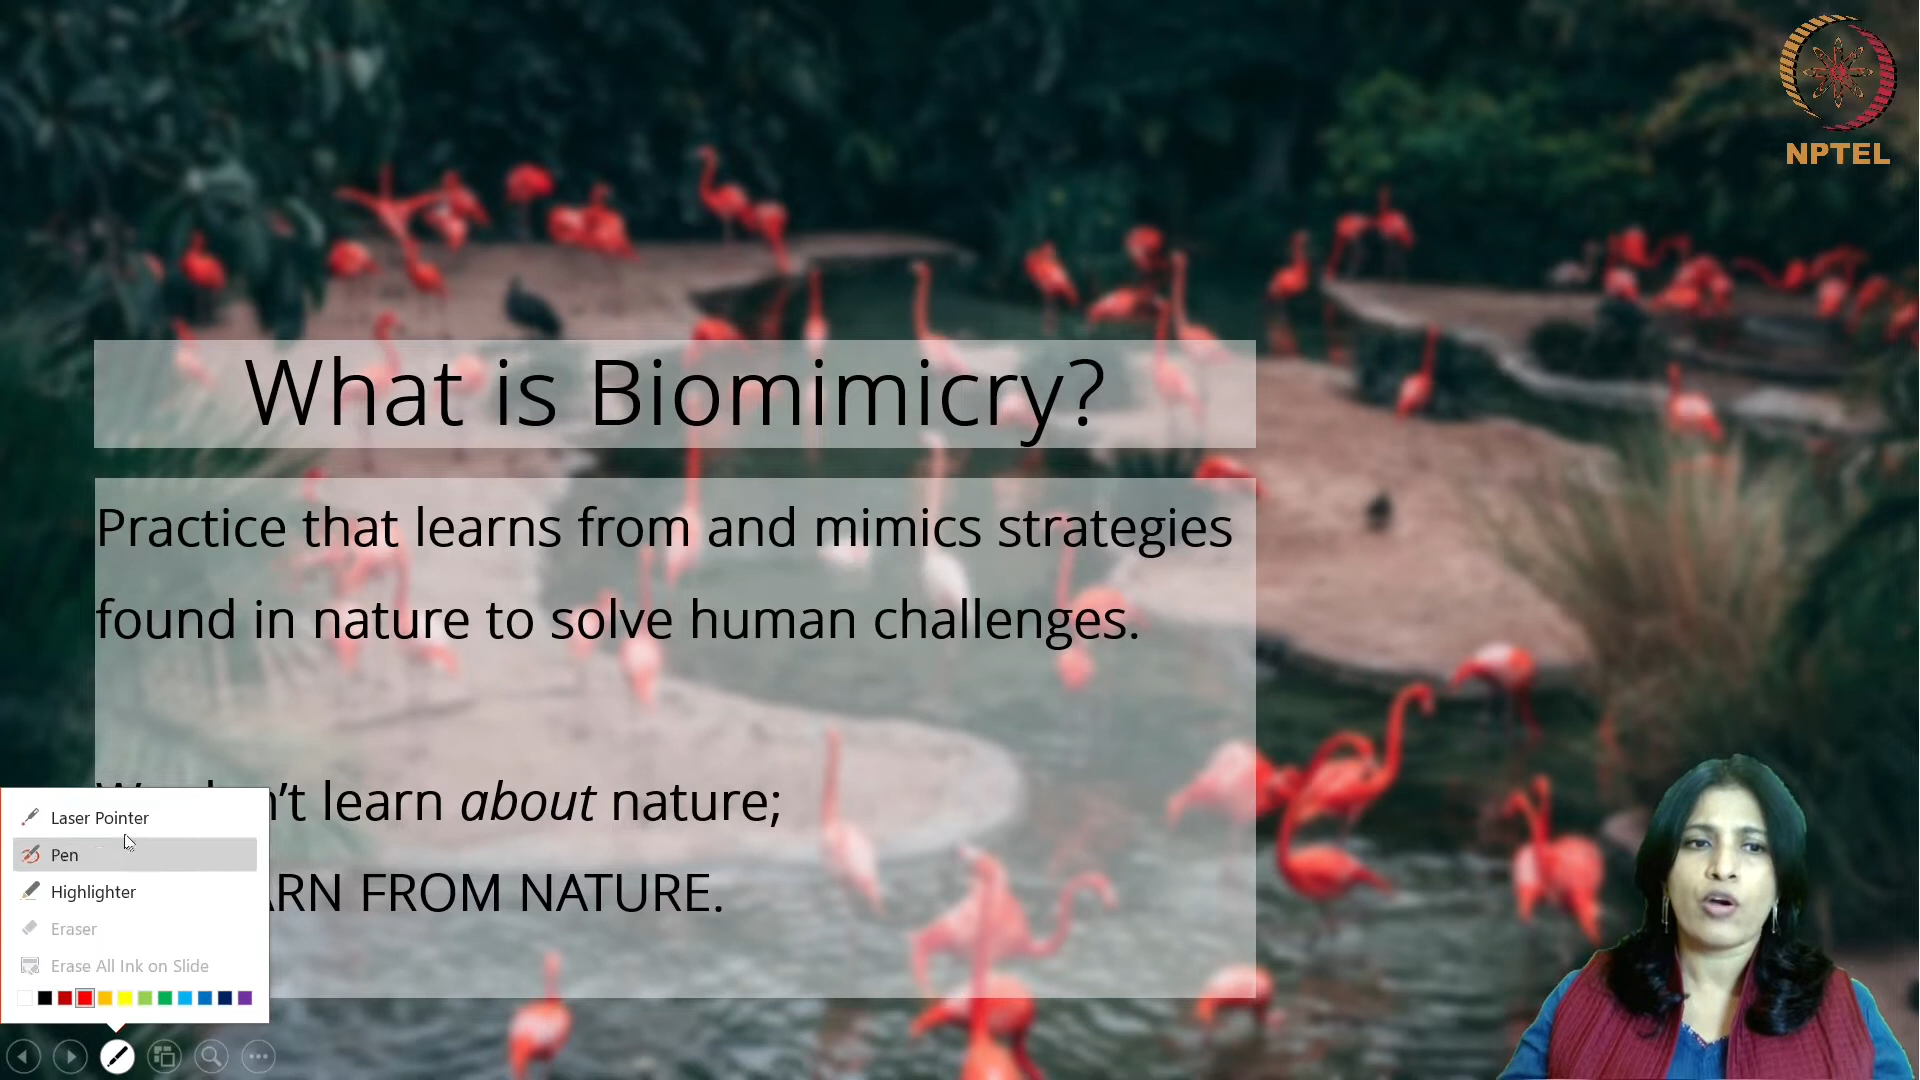 NPTEL
What is Biomimicry?
Practice that learns from and mimics strategies
found in nature to solve human challenges.
learn about nature;
FROM NATURE.
Laser Pointer
Pen
Highlighter
Eraser
Erase All Ink on Slide